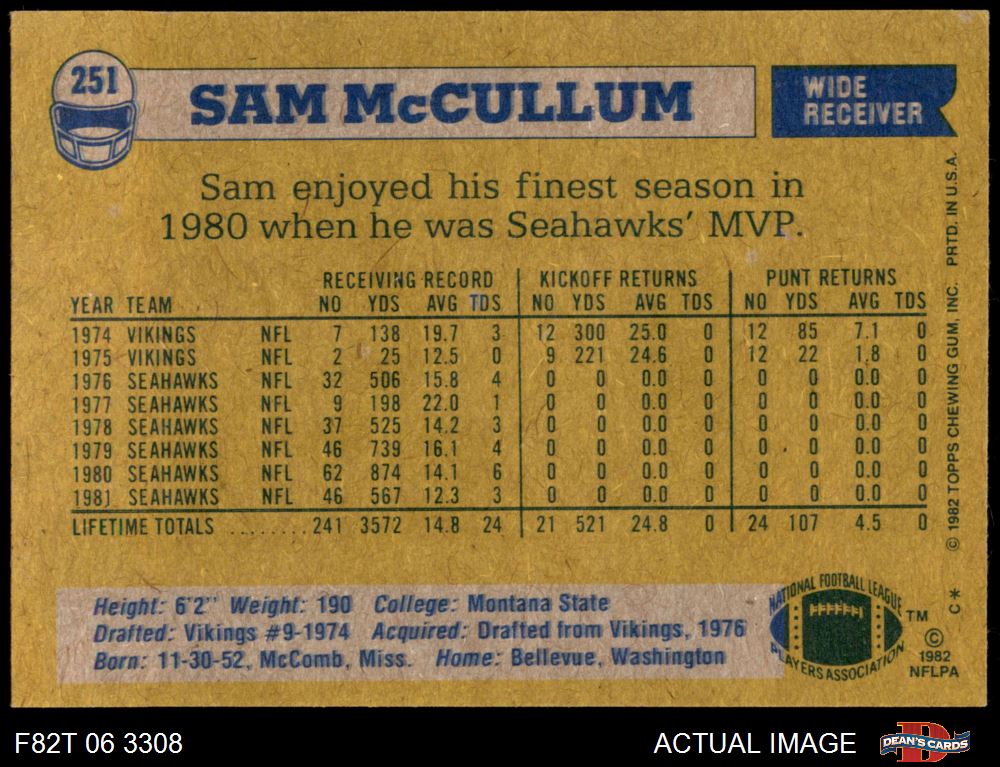 251
SAM McCULLUM
WIDE
RECEIVER
Sam enjoyed his finest season in
1980 when he was Seahawks' MVP.
RECEIVING RECORD KICKOFF RETURNS PUNT RETURNS
YEAR TEAM NO YDS AVG TDS NO YDS AVG TDS NO YDS AVG TDS
1974 VIKINGS NFL 7 138 19.7 3 12 300 25.0 0 12 85 7.1 0
1975 VIKINGS NFL 2 25 12.5 0 9 221 24.6 0 12 22 1.8 0
1976 SEAHAWKS NFL 32 506 15.8 4 0 0 0.0 0 0 0 0.0 0
1977 SEAHAWKS NFL 9 198 22.0 1 0 0 0.0 0 0 0 0.0 0
1978 SEAHAWKS NFL 37 525 14.2 3 0 0 0.0 0 0 0 0.0 0
1979 SEAHAWKS NFL 46 739 16.1 4 0 0 0.0 0 0 0 0.0 0
1980 SEAHAWKS NFL 62 874 14.1 6 0 0 0.0 0 0 0 0.0 0
1981 SEAHAWKS NFL 46 567 12.3 3 0 0 0.0 0 0 0 0.0 0
LIFETIME TOTALS ........ 241 3572 14.8 24 21 521 24.8 0 24 107 4.5 0
© 1982 TOPPS CHEWING GUM, INC. PRTD. IN U.S.A.
Height: 6'2" Weight: 190 College: Montana State
Drafted: Vikings #9-1974 Acquired: Drafted from Vikings, 1976
Born: 11-30-52, McComb, Miss. Home: Bellevue, Washington
NATIONAL FOOTBALL LEAGUE
PLAYERS ASSOCIATION
TM
C*
©
1982
NFLPA
F82T 06 3308
ACTUAL IMAGE
DEAN'S CARDS